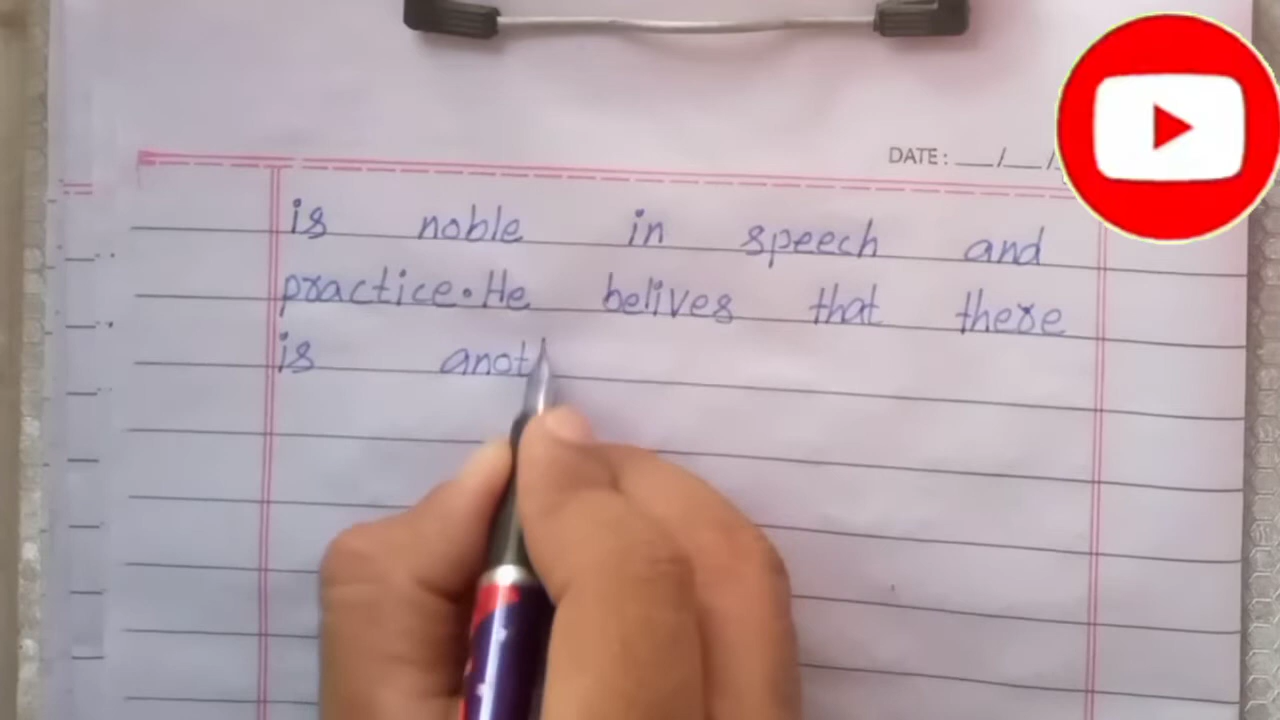 DATE: __/__/
is noble in speech and
practice. He belives that there
is anot